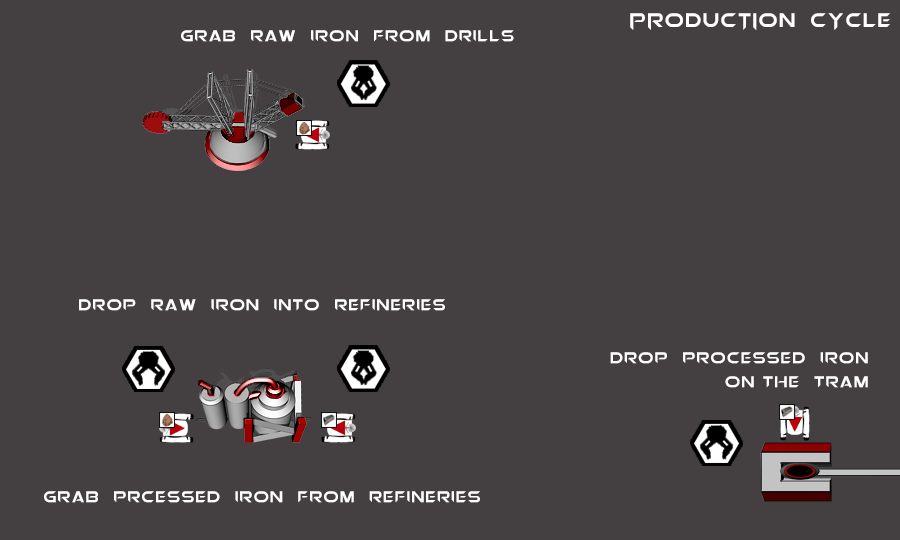 PRODUCTION CYCLE
GRAB RAW IRON FROM DRILLS
DROP RAW IRON INTO REFINERIES
DROP PROCESSED IRON
ON THE TRAM
GRAB PRCESSED IRON FROM REFINERIES